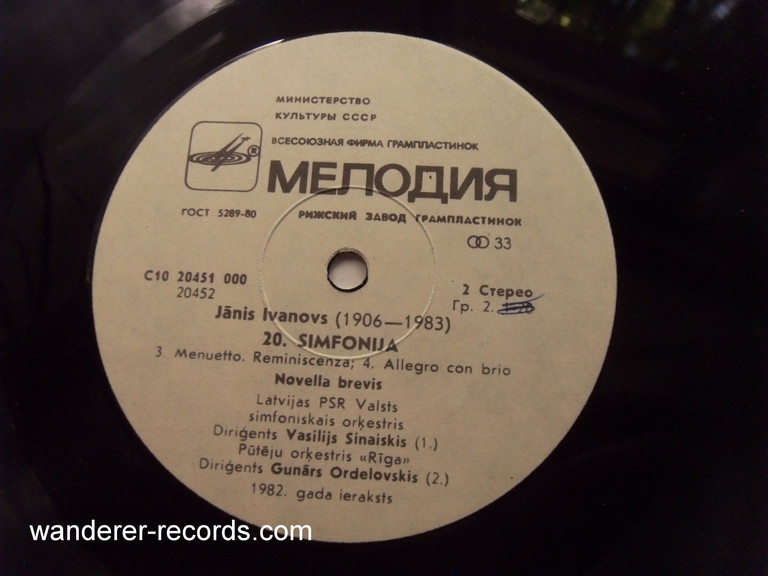 МИНИСТЕРСТВО
КУЛЬТУРЫ СССР
ВСЕСОЮЗНАЯ ФИРМА ГРАМПЛАСТИНОК
®
МЕЛОДИЯ
ГОСТ 5289-80
РИЖСКИЙ ЗАВОД ГРАМПЛАСТИНОК
33
С10 20451 000
20452
2 Стерео
Гр. 2.
Jānis Ivanovs (1906—1983)
20. SIMFONIJA
3. Menuetto. Reminiscenza; 4. Allegro con brio
Novella brevis
Latvijas PSR Valsts
simfoniskais orķestris
Diriģents Vasilijs Sinaiskis (1.)
Pūtēju orķestris «Rīga»
Diriģents Gunārs Ordelovskis (2.)
1982. gada ieraksts
wanderer-records.com